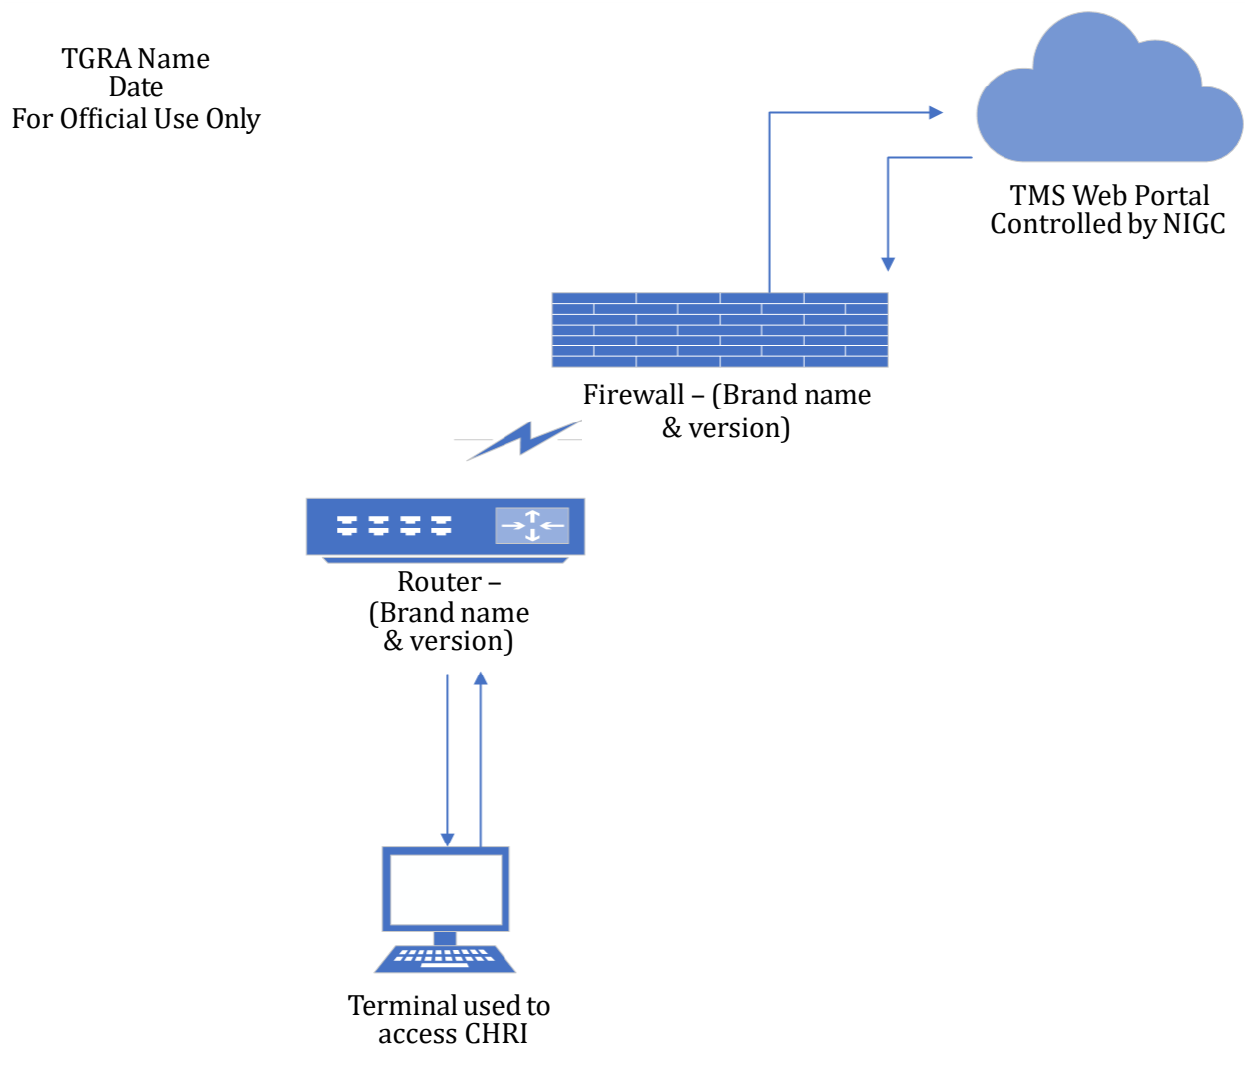 TGRA Name
Date
For Official Use Only
TMS Web Portal
Controlled by NIGC
Firewall – (Brand name
& version)
Router –
(Brand name
& version)
Terminal used to
access CHRI